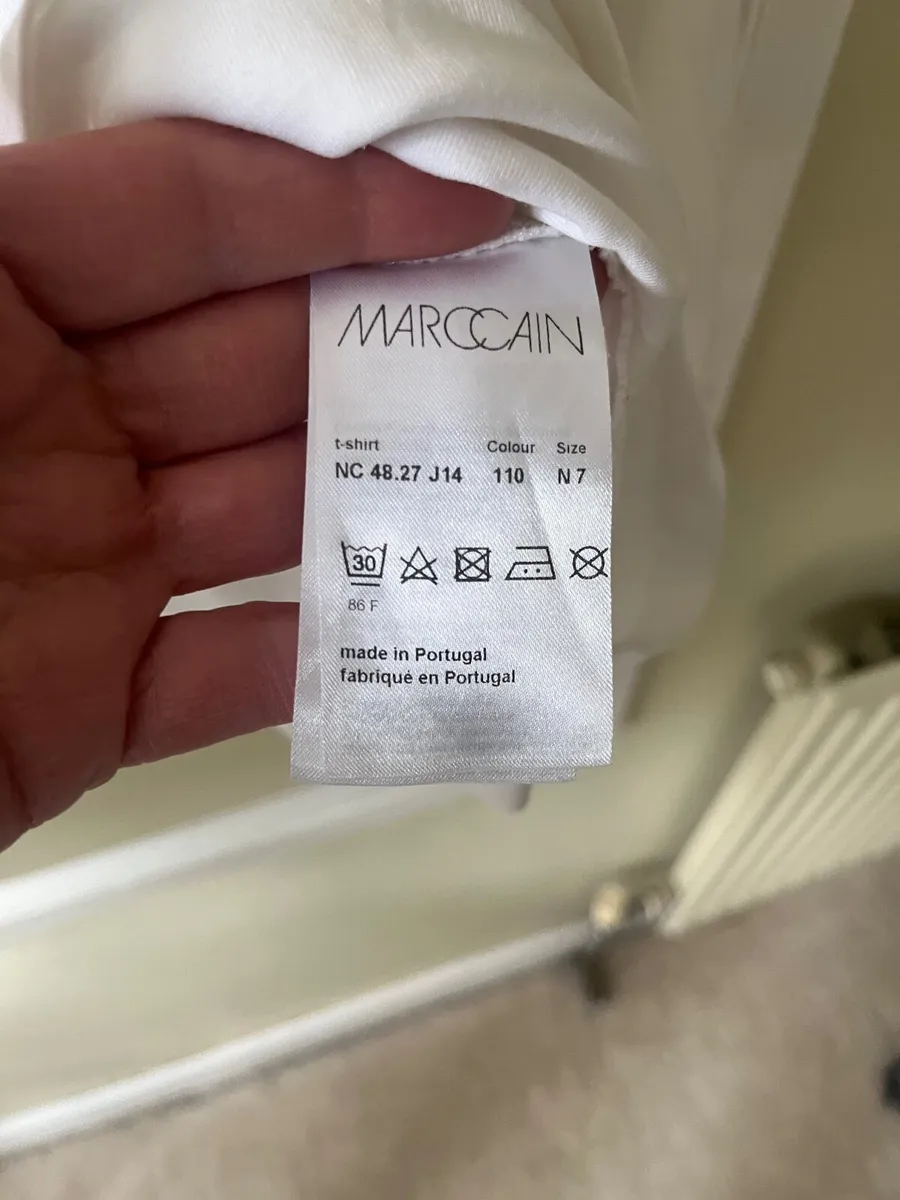 MARCCAIN
t-shirt Colour Size
NC 48.27 J14 110 N 7
30
86 F
made in Portugal
fabriqué en Portugal